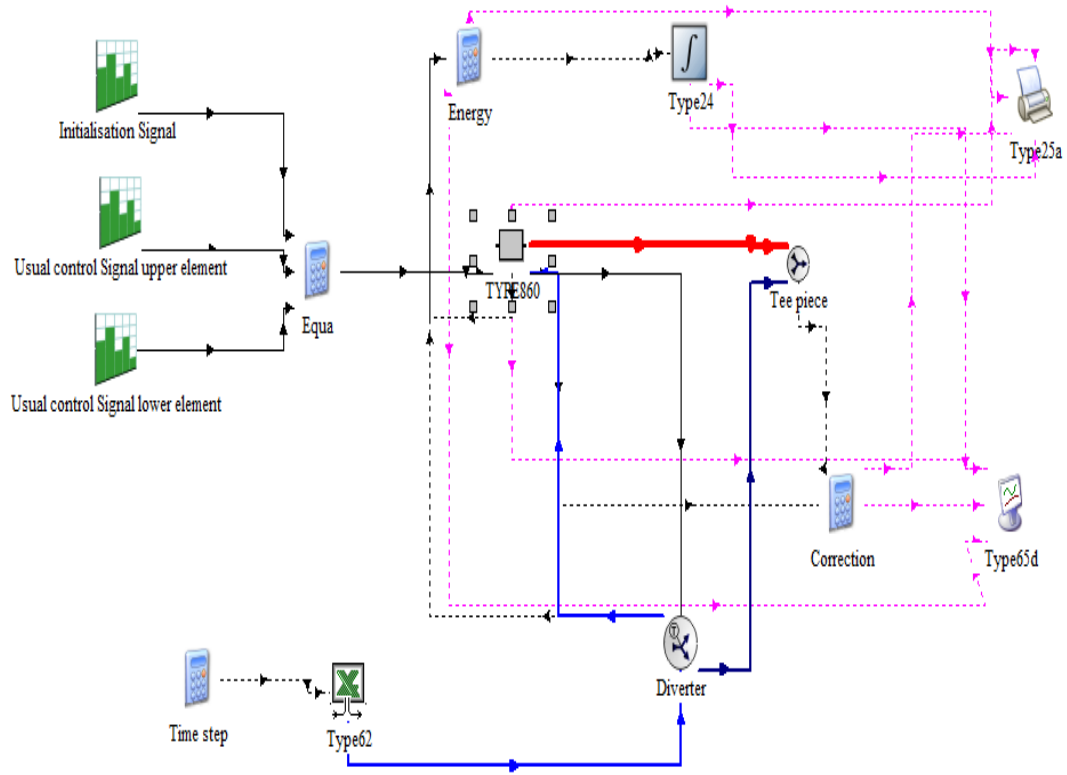 Initialisation Signal
Energy
Type24
Type25a
Usual control Signal upper element
Equa
TYPE860
Tee piece
Usual control Signal lower element
Correction
Type65d
Diverter
Time step
Type62